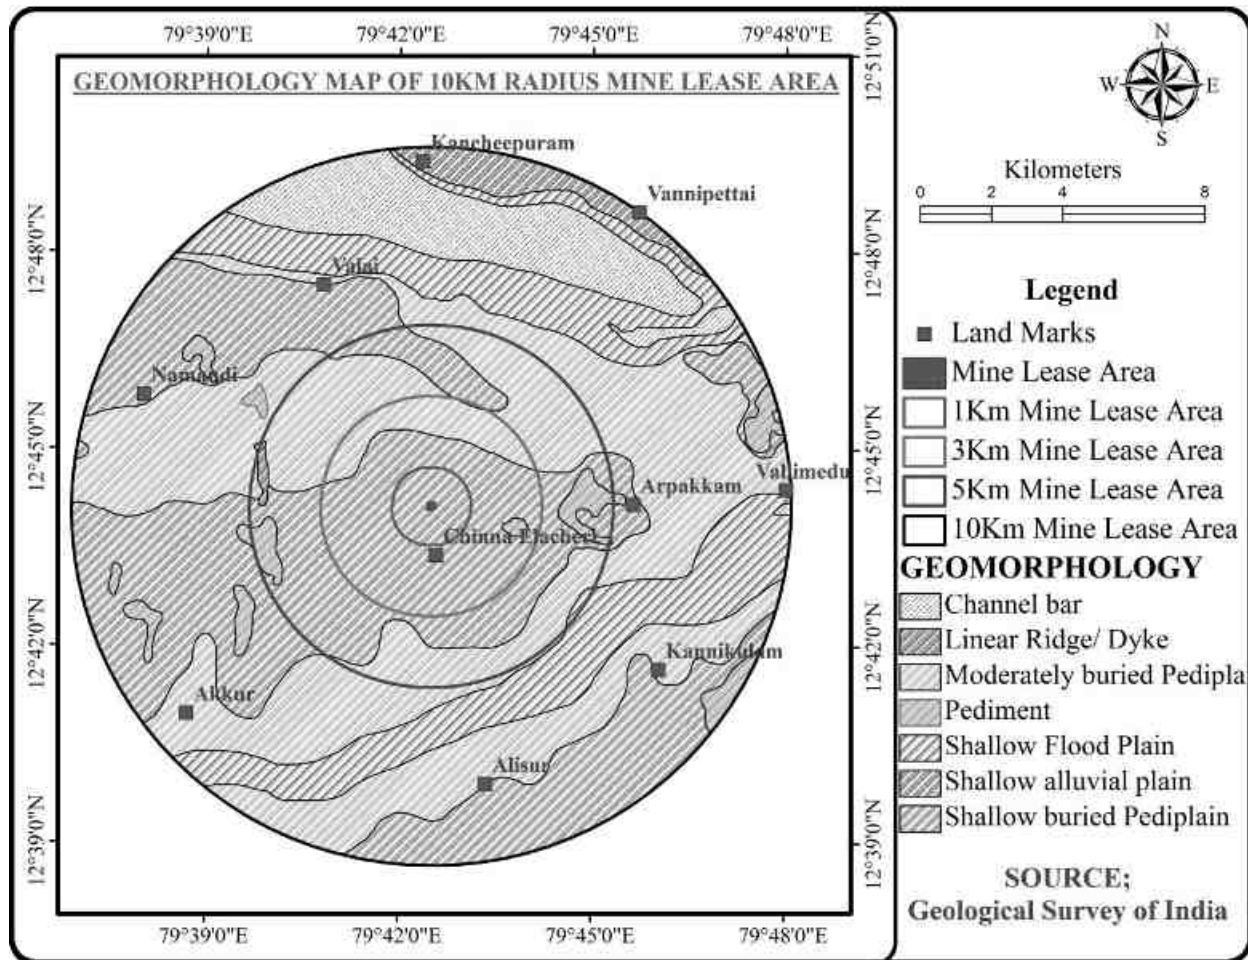 79°39'0"E 79°42'0"E 79°45'0"E 79°48'0"E
12°51'0"N
GEOMORPHOLOGY MAP OF 10KM RADIUS MINE LEASE AREA
N
W E
S
Kilometers
0 2 4 8
Kancheepuram
Vannipettai
12°48'0"N
12°48'0"N
Valai
Namandi
12°45'0"N
12°45'0"N
Vallimedu
Arpakkam
Chinna Elacheri
12°42'0"N
12°42'0"N
Kannikulam
Akkur
Alisur
12°39'0"N
12°39'0"N
79°39'0"E 79°42'0"E 79°45'0"E 79°48'0"E
Legend
Land Marks
Mine Lease Area
1Km Mine Lease Area
3Km Mine Lease Area
5Km Mine Lease Area
10Km Mine Lease Area
GEOMORPHOLOGY
Channel bar
Linear Ridge/ Dyke
Moderately buried Pedipla
Pediment
Shallow Flood Plain
Shallow alluvial plain
Shallow buried Pediplain
SOURCE;
Geological Survey of India